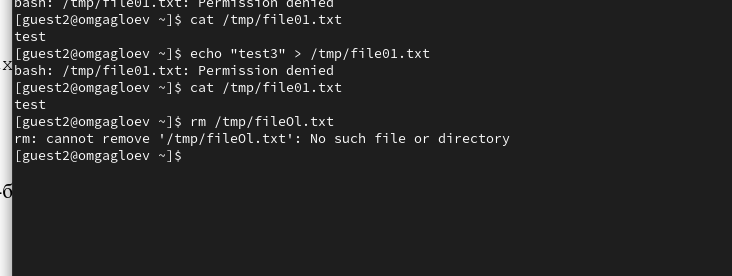 bash: /tmp/file01.txt: Permission denied
[guest2@omgagloev ~]$ cat /tmp/file01.txt
test
[guest2@omgagloev ~]$ echo "test3" > /tmp/file01.txt
bash: /tmp/file01.txt: Permission denied
[guest2@omgagloev ~]$ cat /tmp/file01.txt
test
[guest2@omgagloev ~]$ rm /tmp/fileOl.txt
rm: cannot remove '/tmp/fileOl.txt': No such file or directory
[guest2@omgagloev ~]$